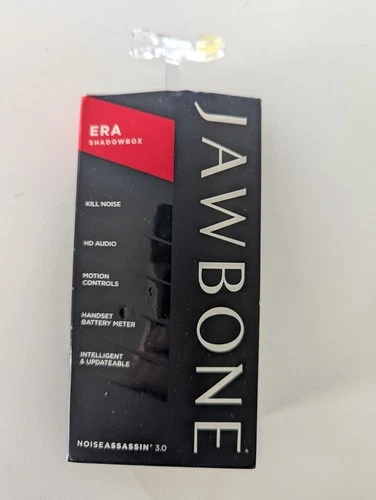 ERA
SHADOWBOX
KILL NOISE
HD AUDIO
MOTION
CONTROLS
HANDSET
BATTERY METER
INTELLIGENT
& UPDATEABLE
NOISEASSASSIN® 3.0
JAWBONE®